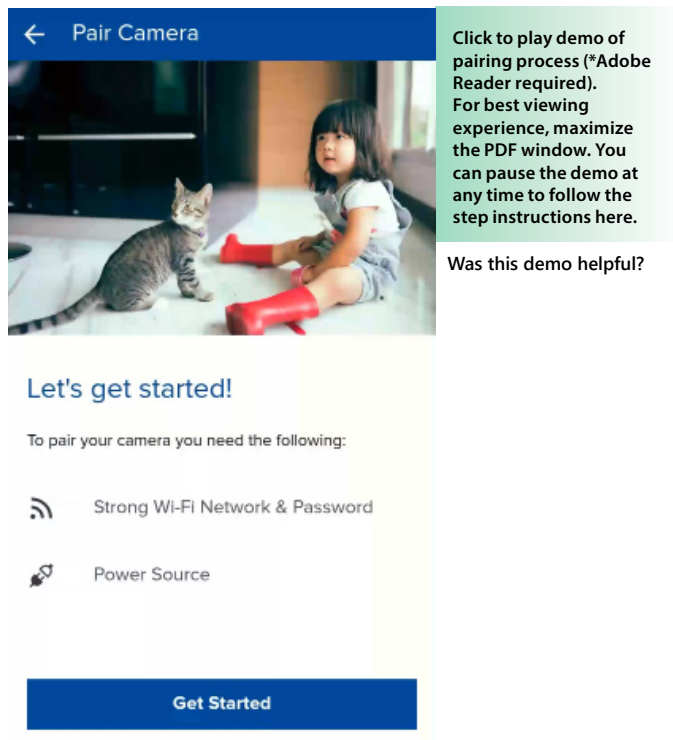 Pair Camera
Let's get started!
To pair your camera you need the following:
Strong Wi-Fi Network & Password
Power Source
Get Started
Click to play demo of
pairing process (*Adobe
Reader required).
For best viewing
experience, maximize
the PDF window. You
can pause the demo at
any time to follow the
step instructions here.
Was this demo helpful?